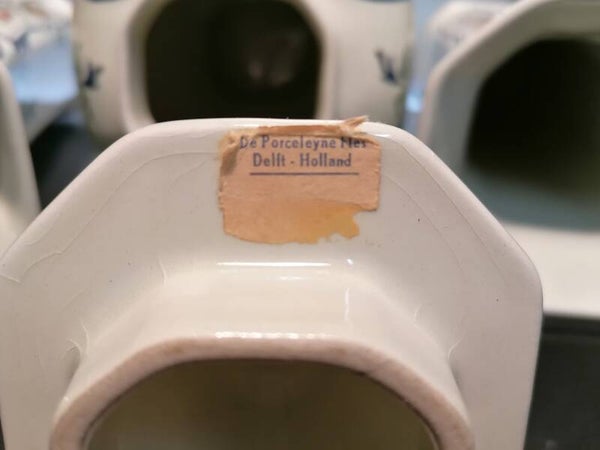 De Porceleyne Fles
Delft - Holland